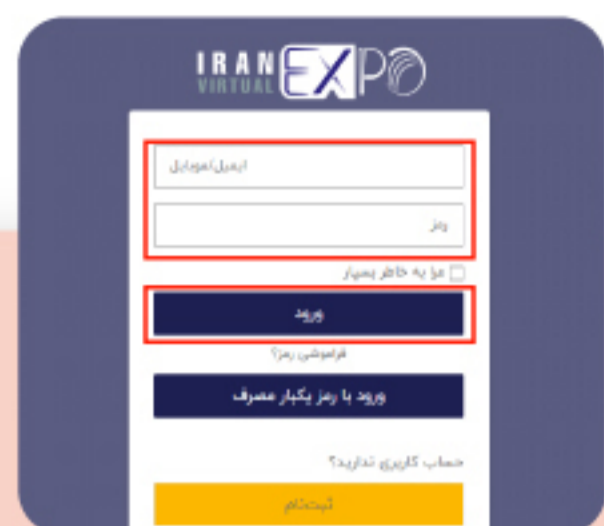 IRAN EXPO
VIRTUAL
ایمیل/موبایل
رمز
مرا به خاطر بسپار
ورود
فراموشی رمز؟
ورود با رمز یکبار مصرف
حساب کاربری ندارید؟
ثبت‌نام